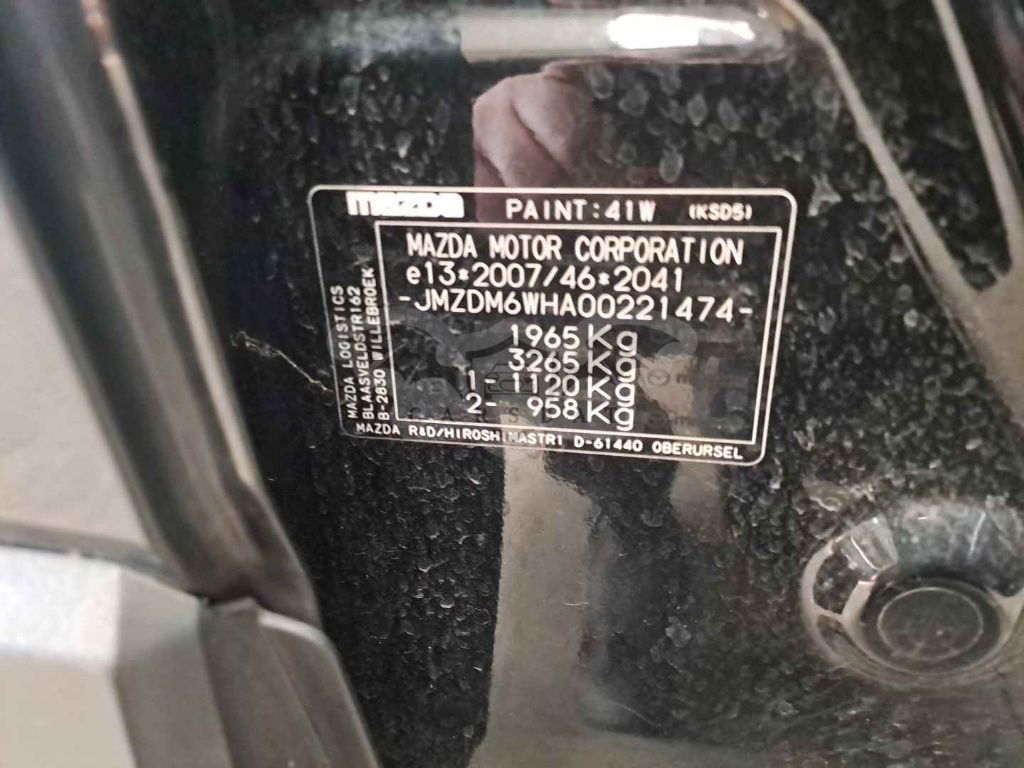 mazda PAINT:41W (KSD5)
MAZDA MOTOR CORPORATION
e13*2007/46*2041
-JMZDM6WHA00221474-
1965 Kg
3265 Kg
1- 1120 Kg
2- 958 Kg
MAZDA LOGISTICS
BLAASVELDSTR162
B-2830 WILLEBROEK
MAZDA R&D/HIROSHIMASTR1 D-61440 OBERURSEL